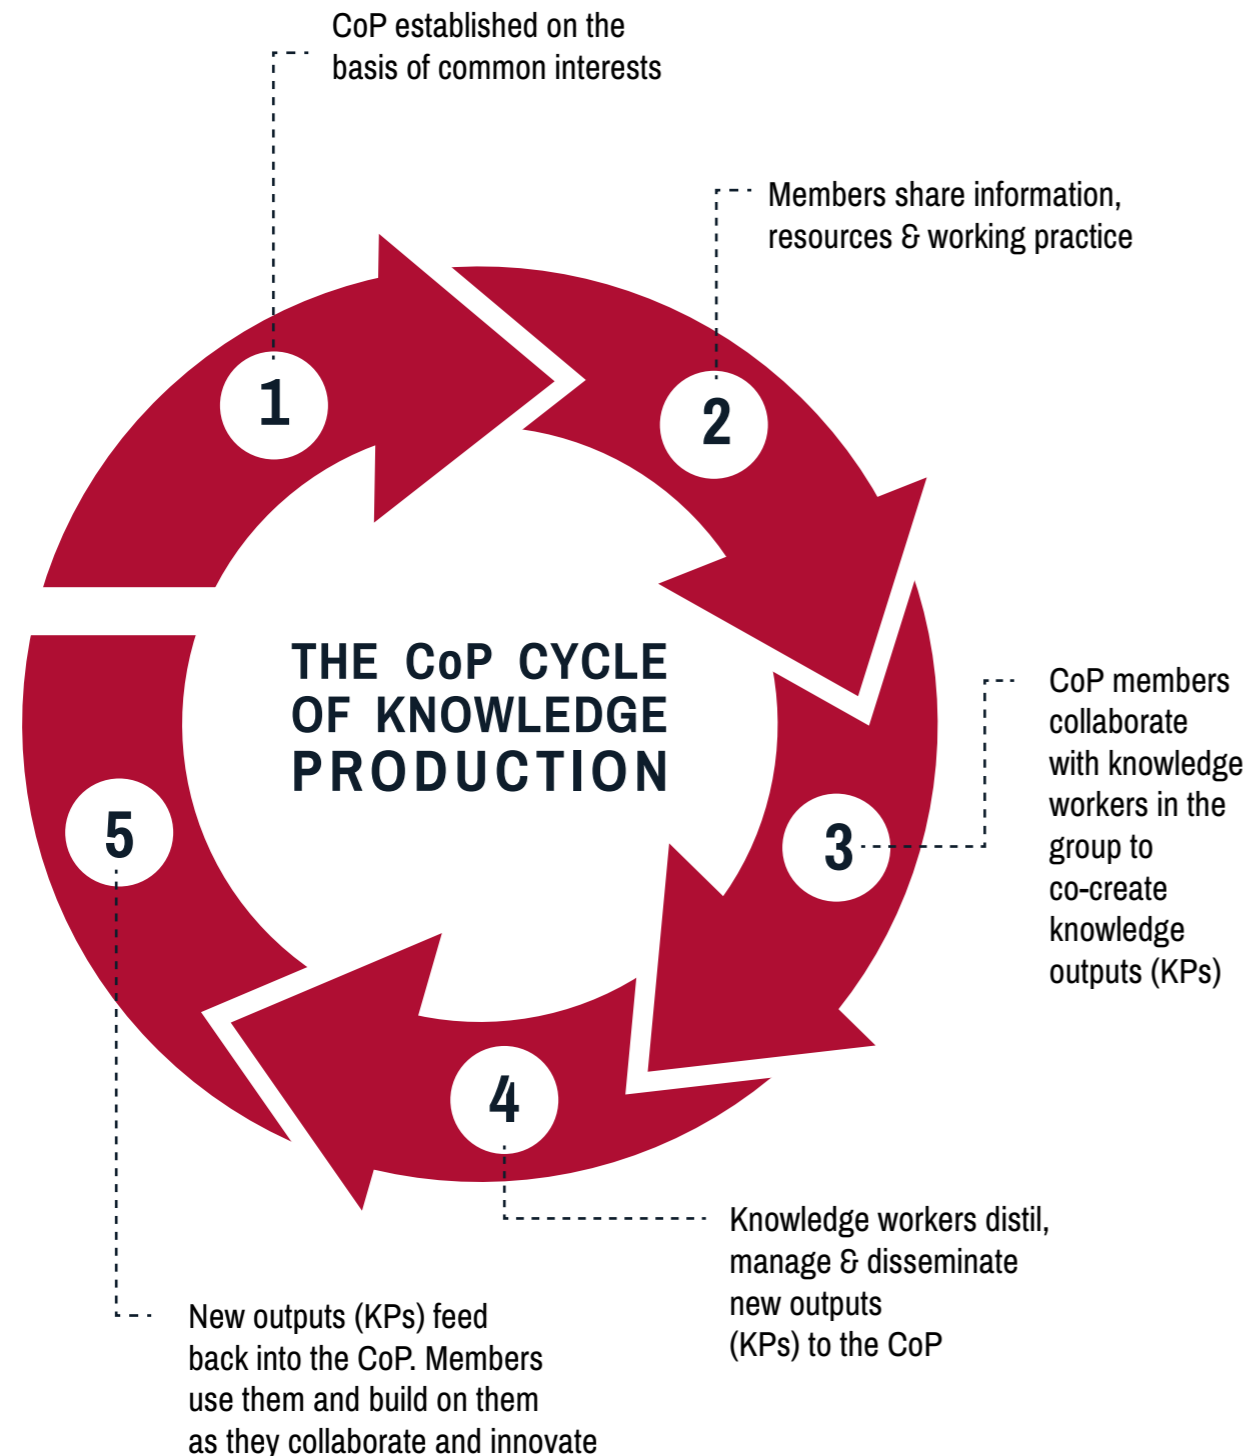 CoP established on the
basis of common interests
Members share information,
resources & working practice
1
2
THE CoP CYCLE
OF KNOWLEDGE
PRODUCTION
CoP members
collaborate
with knowledge
workers in the
group to
co-create
knowledge
outputs (KPs)
3
5
4
Knowledge workers distil,
manage & disseminate
new outputs
(KPs) to the CoP
New outputs (KPs) feed
back into the CoP. Members
use them and build on them
as they collaborate and innovate